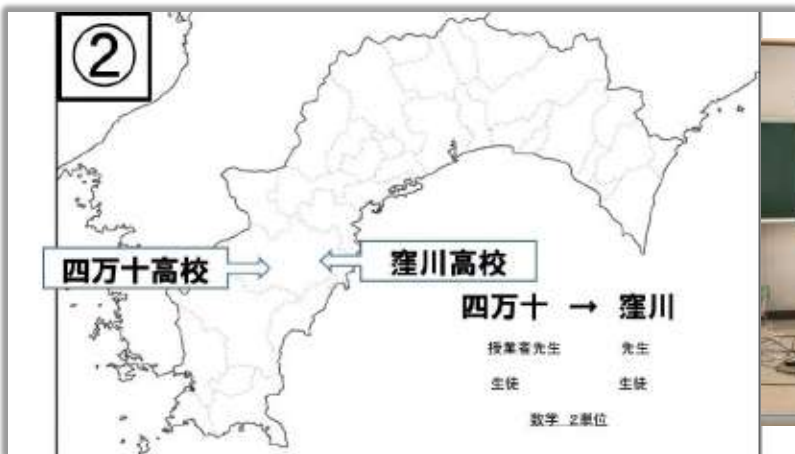 ②
四万十高校
窪川高校
四万十 → 窪川
授業者先生 先生
生徒 生徒
数学 2単位